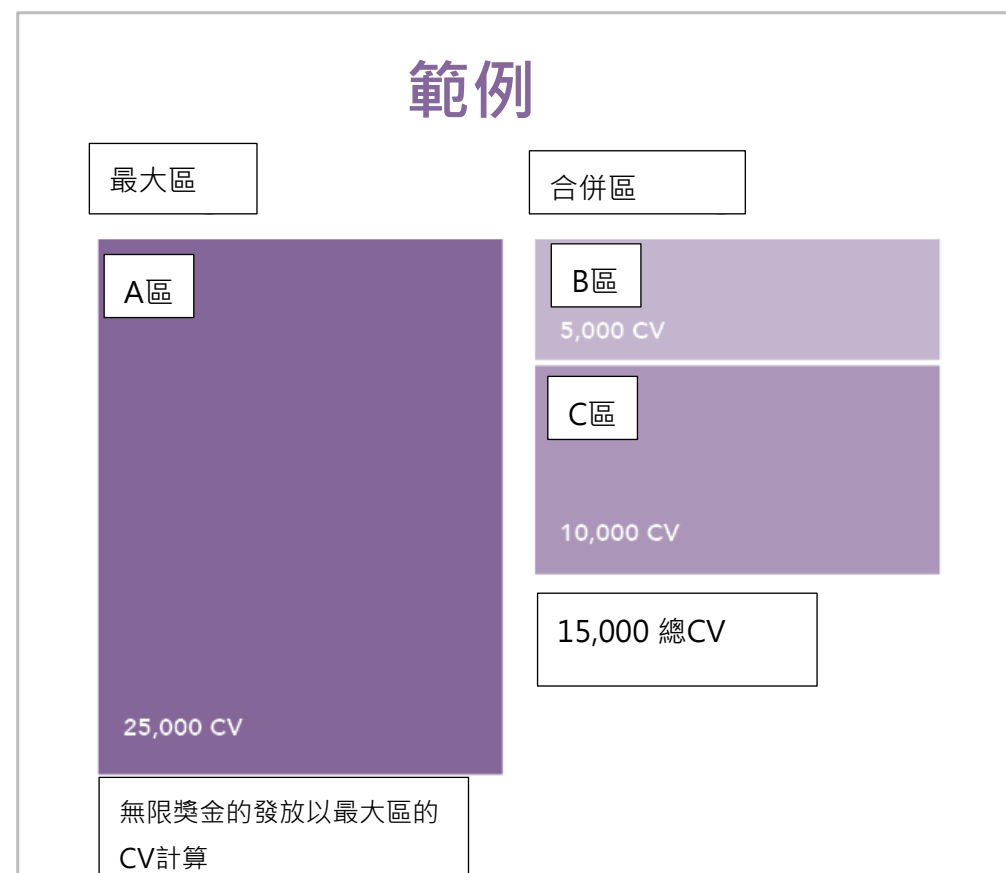 範例
最大區
合併區
A區
25,000 CV
無限獎金的發放以最大區的
CV計算
B區
5,000 CV
C區
10,000 CV
15,000 總CV